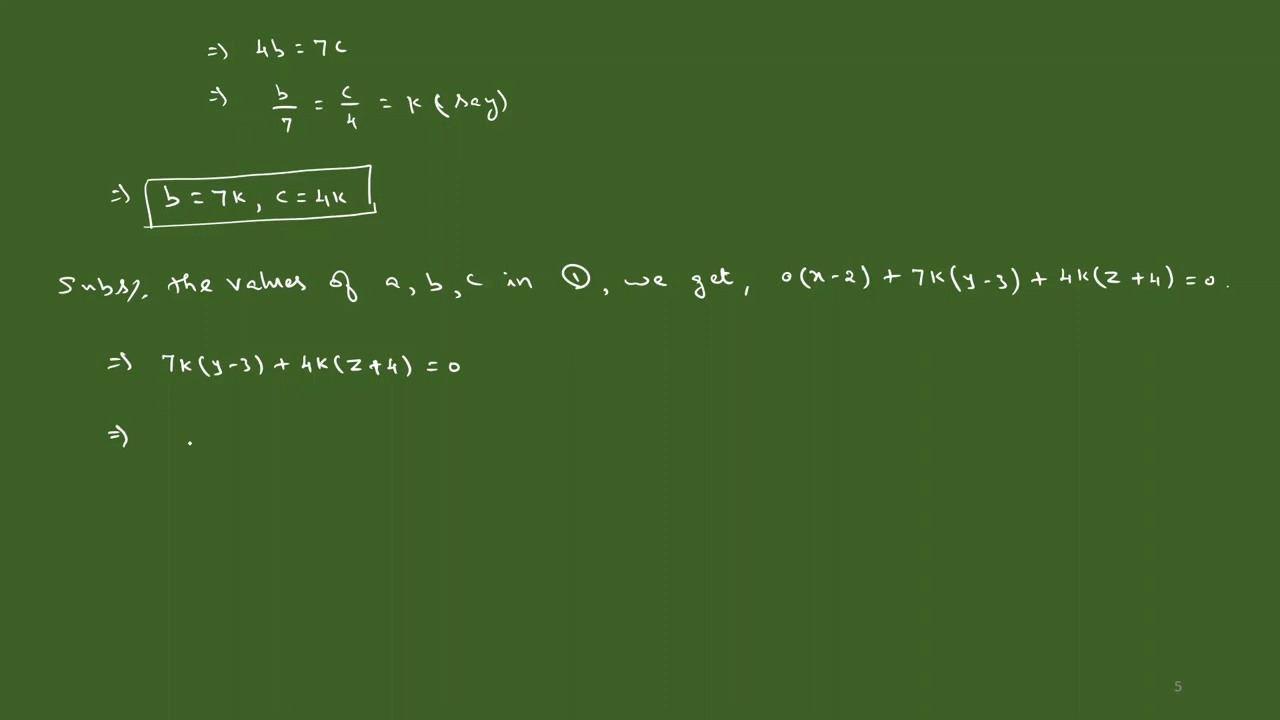 =) 4b = 7c
=) b/7 = c/4 = k (say)
=) b = 7k, c = 4k
Subs/. the values of a, b, c in ①, we get, 0(x-2) + 7k(y-3) + 4k(z+4) = 0.
=) 7k(y-3) + 4k(z+4) = 0
=) .
5